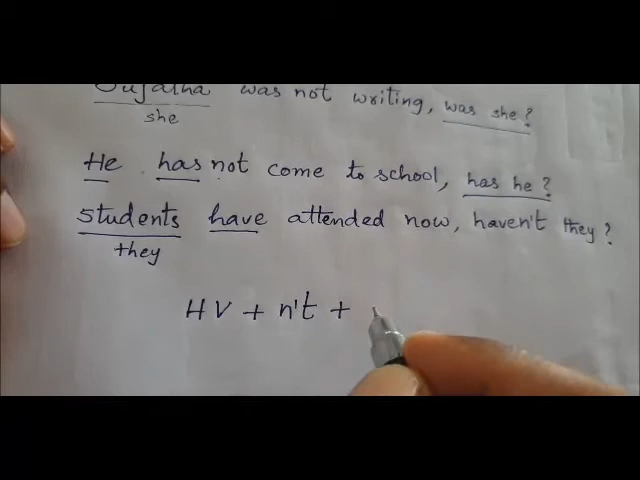 Sujatha was not writing, was she?
she
He has not come to school, has he?
Students have attended now, haven't they?
they
HV + n't +